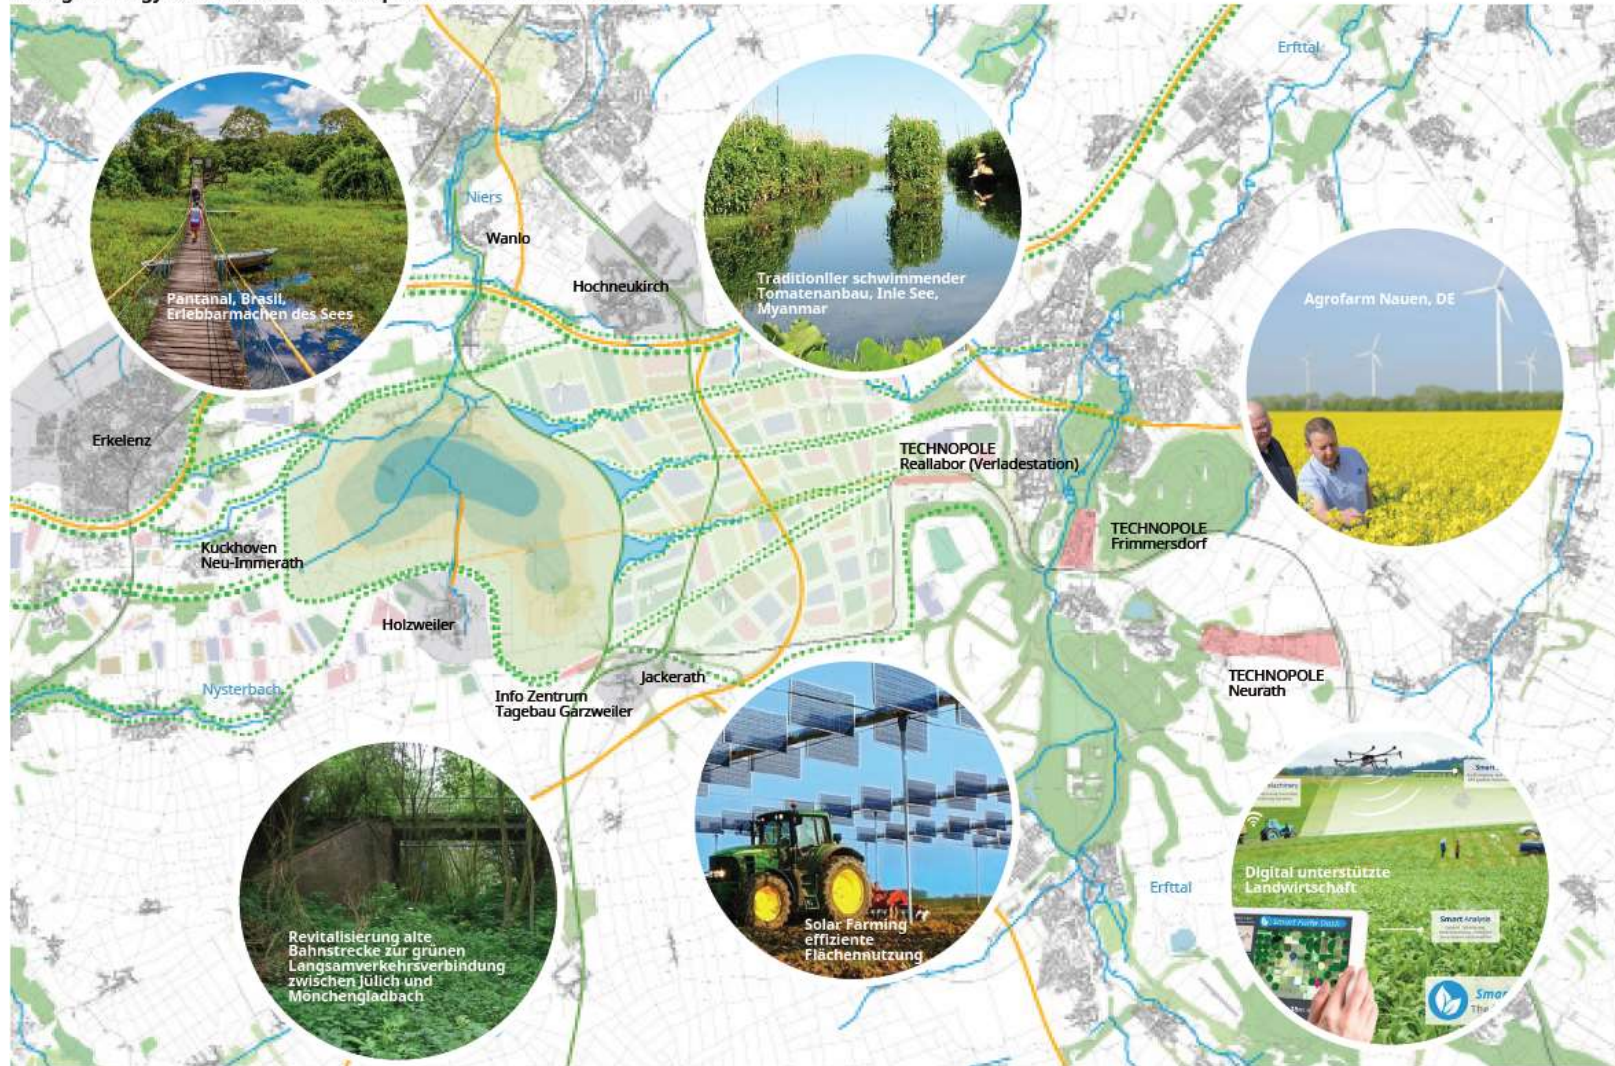 Erfttal
Niers
Wanlo
Hochneukirch
Pantanal, Brasil,
Erlebbarmachen des Sees
Traditionller schwimmender
Tomatenanbau, Inle See,
Myanmar
Agrofarm Nauen, DE
Erkelenz
TECHNOPOLE
Reallabor (Verladestation)
TECHNOPOLE
Frimmersdorf
Kuckhoven
Neu-Immerath
Holzweiler
Jackerath
TECHNOPOLE
Neurath
Nysterbach
Info Zentrum
Tagebau Garzweiler
Erfttal
Digital unterstützte
Landwirtschaft
Solar Farming
effiziente
Flächennutzung
Revitalisierung alte
Bahnstrecke zur grünen
Langsamverkehrsverbindung
zwischen Jülich und
Mönchengladbach
Smart Analysis